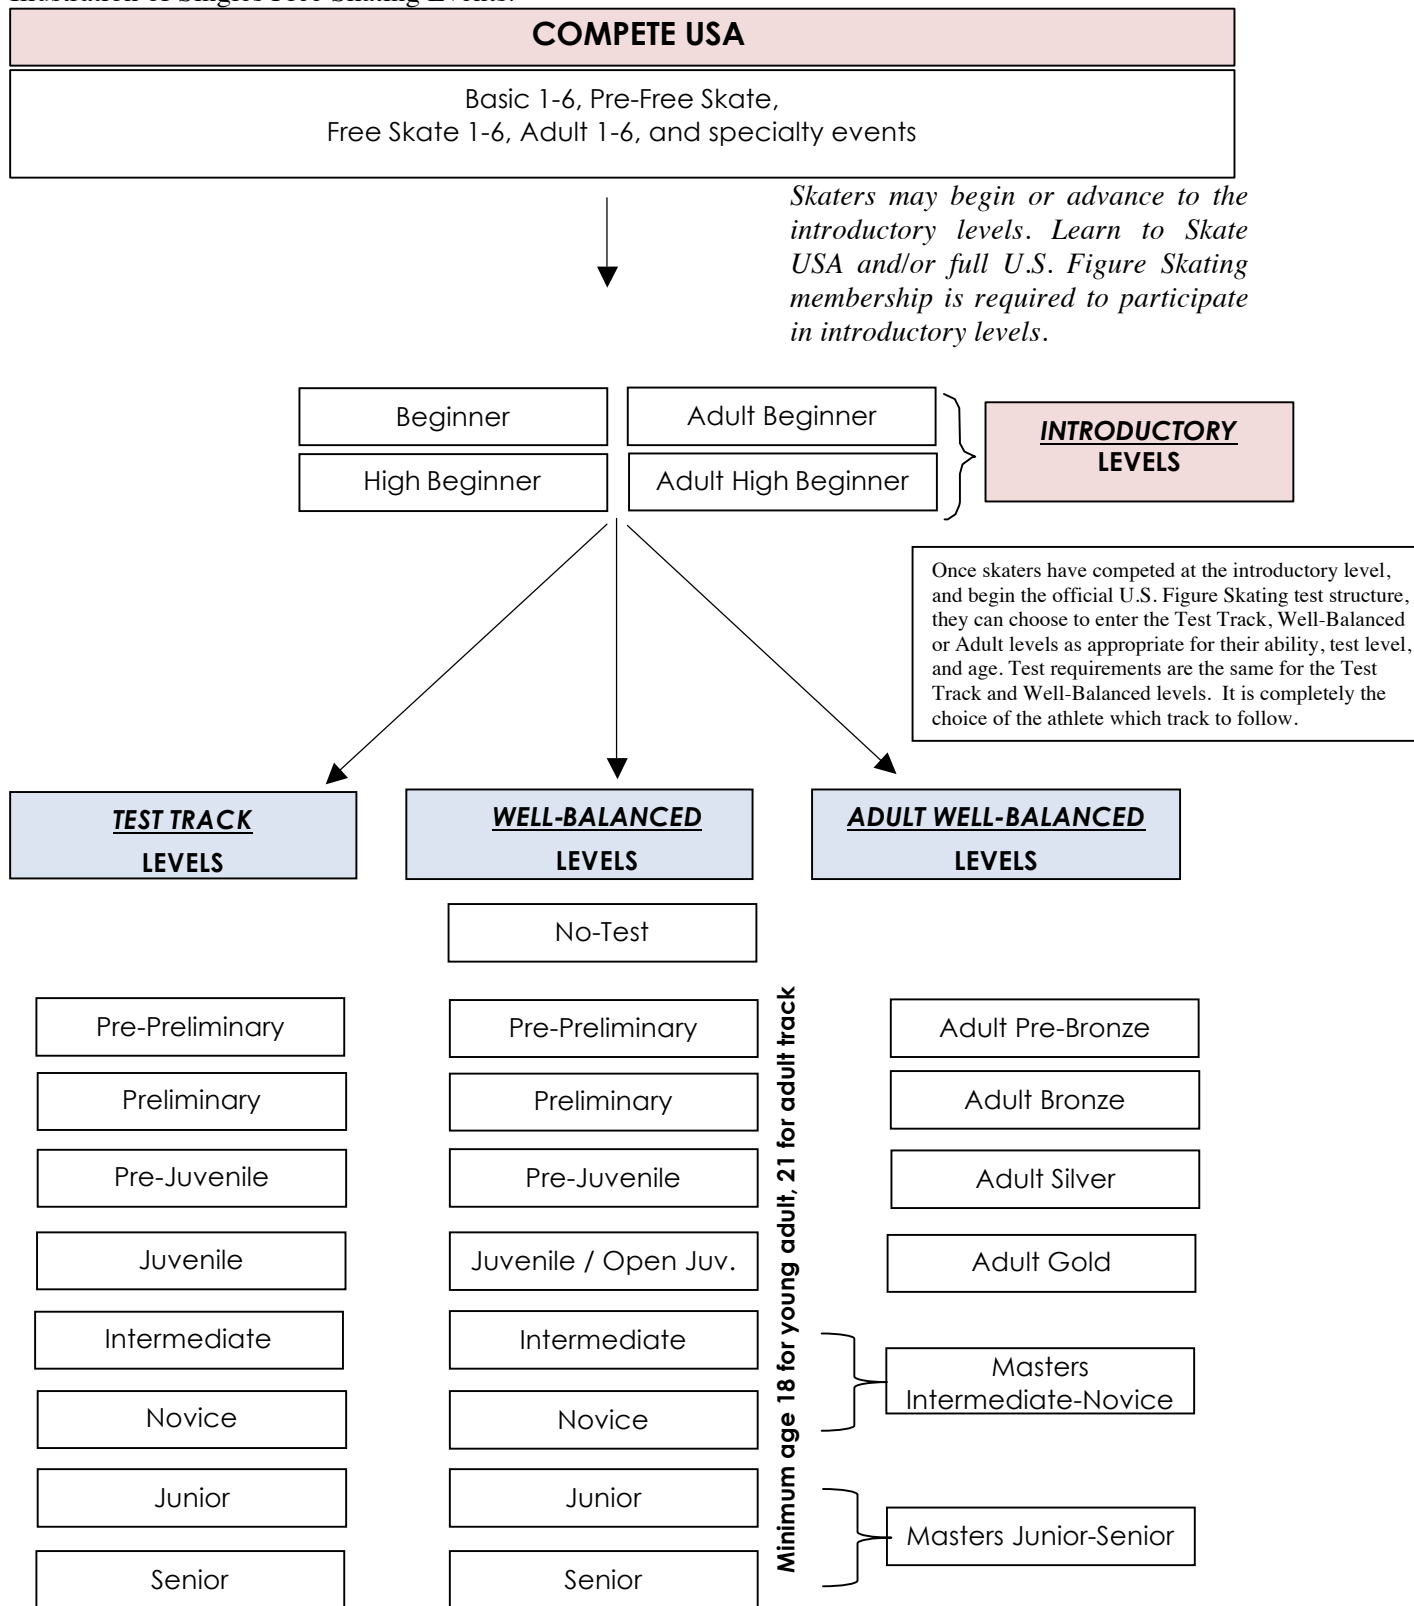 Illustration of Singles Free Skating Events:
COMPETE USA
Basic 1-6, Pre-Free Skate,
Free Skate 1-6, Adult 1-6, and specialty events
Skaters may begin or advance to the
introductory levels. Learn to Skate
USA and/or full U.S. Figure Skating
membership is required to participate
in introductory levels.
Beginner
Adult Beginner
High Beginner
Adult High Beginner
INTRODUCTORY
LEVELS
Once skaters have competed at the introductory level,
and begin the official U.S. Figure Skating test structure,
they can choose to enter the Test Track, Well-Balanced
or Adult levels as appropriate for their ability, test level,
and age. Test requirements are the same for the Test
Track and Well-Balanced levels.  It is completely the
choice of the athlete which track to follow.
TEST TRACK
LEVELS
WELL-BALANCED
LEVELS
ADULT WELL-BALANCED
LEVELS
No-Test
Pre-Preliminary
Pre-Preliminary
Adult Pre-Bronze
Preliminary
Preliminary
Adult Bronze
Pre-Juvenile
Pre-Juvenile
Adult Silver
Juvenile
Juvenile / Open Juv.
Adult Gold
Intermediate
Intermediate
Masters
Intermediate-Novice
Novice
Novice
Junior
Junior
Masters Junior-Senior
Senior
Senior
Minimum age 18 for young adult, 21 for adult track